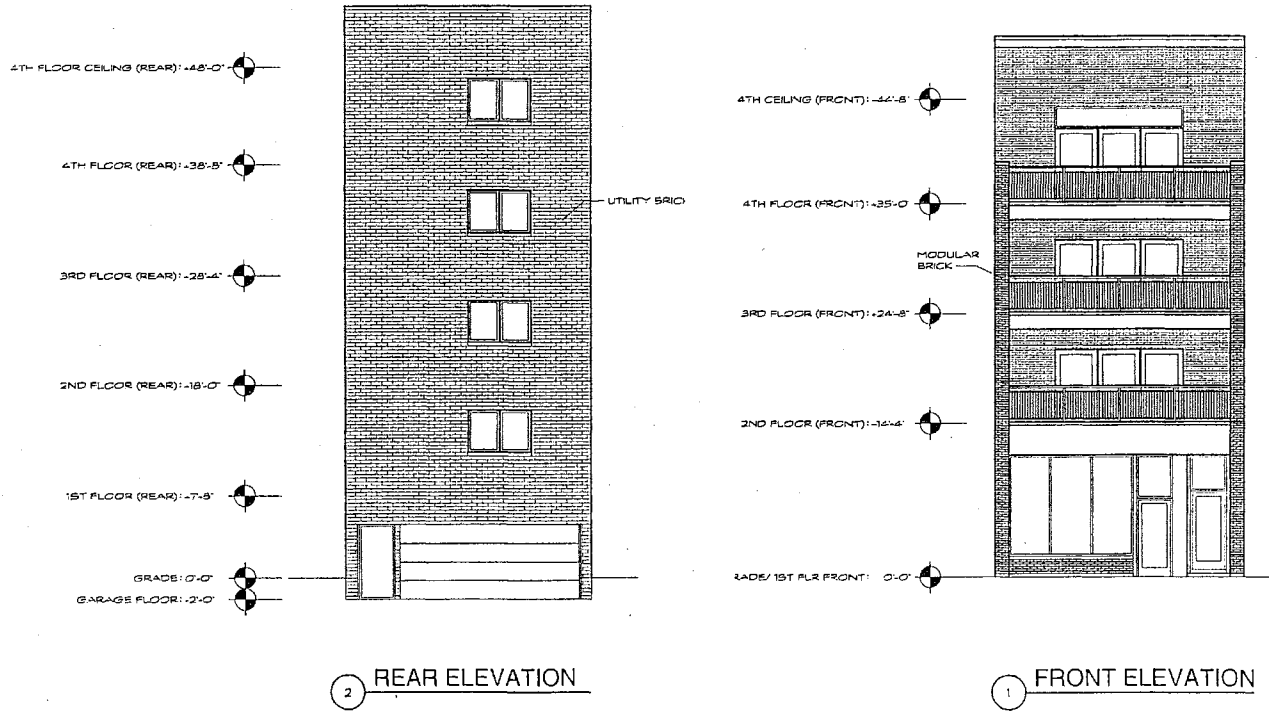 4TH FLOOR CEILING (REAR): +48'-0"
4TH FLOOR (REAR): +38'-8"
3RD FLOOR (REAR): +28'-4"
2ND FLOOR (REAR): +18'-0"
1ST FLOOR (REAR): +7'-8"
GRADE: 0'-0"
GARAGE FLOOR: -2'-0"
UTILITY BRIC
2 REAR ELEVATION
4TH CEILING (FRONT): +44'-8"
4TH FLOOR (FRONT): +35'-0"
MODULAR
BRICK
3RD FLOOR (FRONT): +24'-8"
2ND FLOOR (FRONT): +14'-4"
RADE/ 1ST FLR FRONT: 0'-0"
1 FRONT ELEVATION